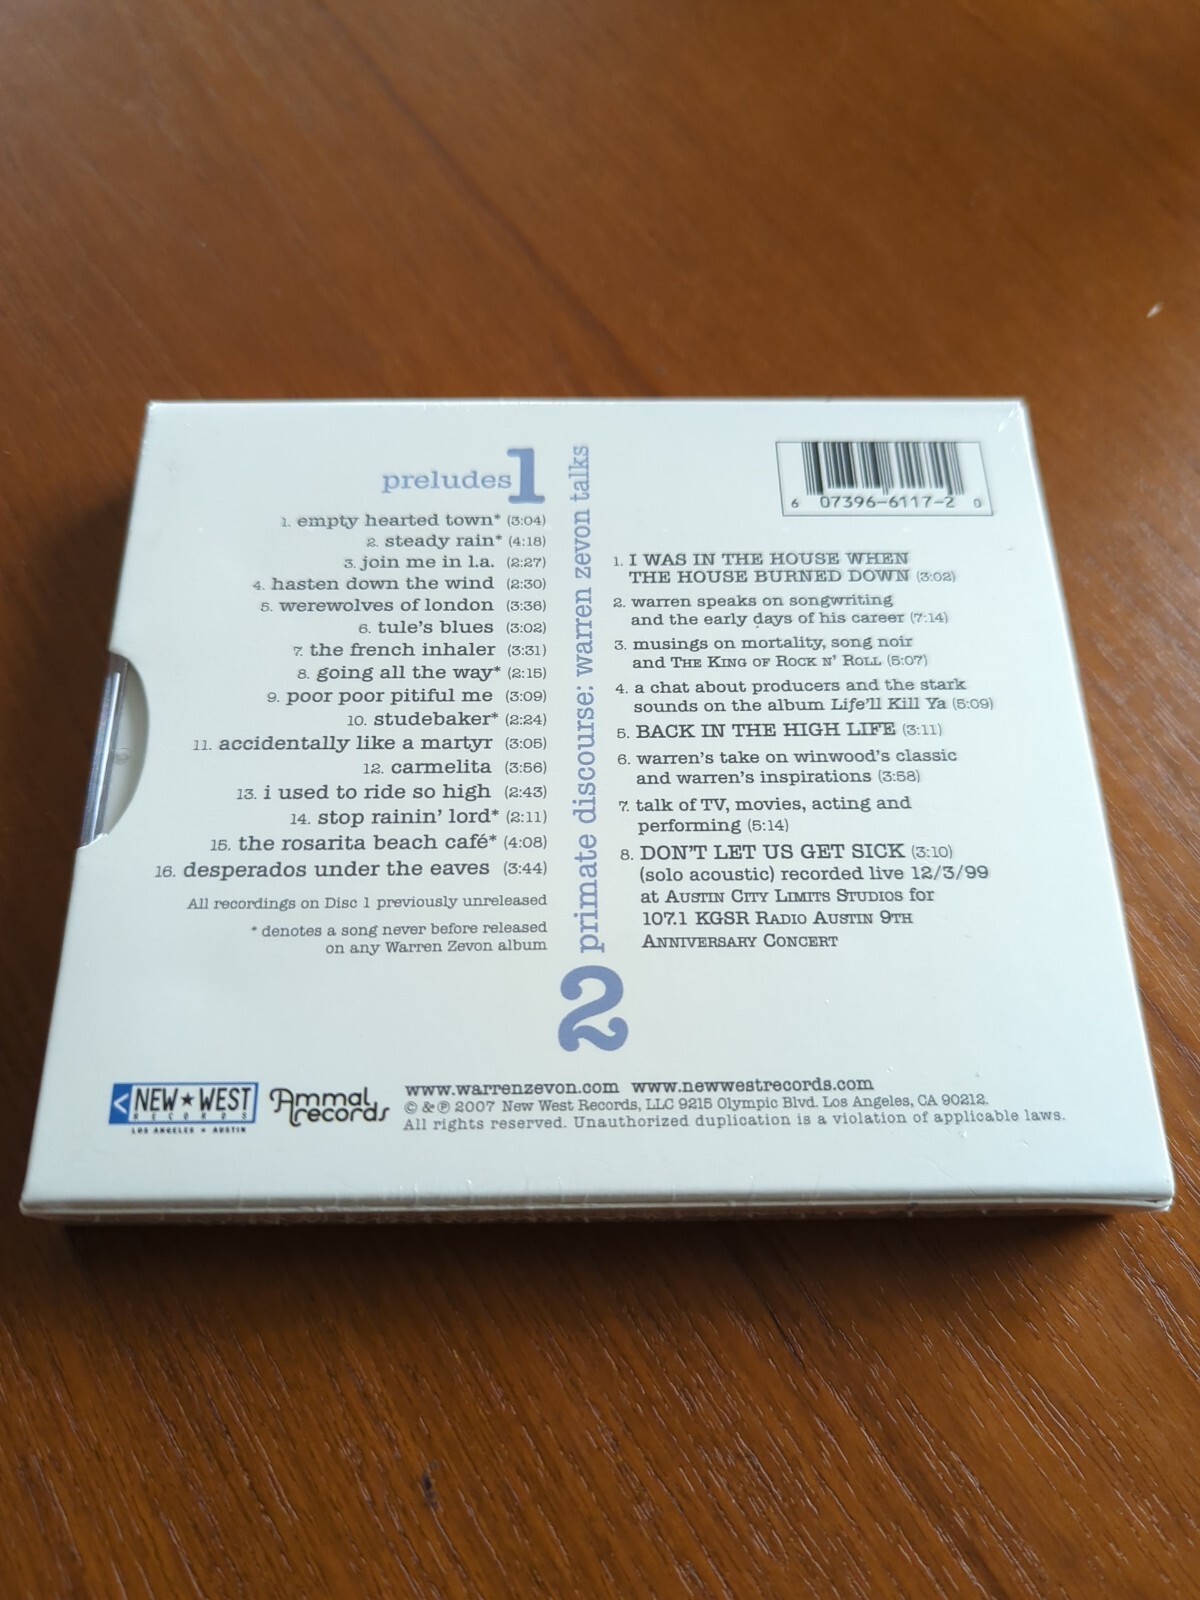 preludes 1
1. empty hearted town* (3:04)
2. steady rain* (4:18)
3. join me in l.a. (2:27)
4. hasten down the wind (2:30)
5. werewolves of london (3:36)
6. tule's blues (3:02)
7. the french inhaler (3:31)
8. going all the way* (2:15)
9. poor poor pitiful me (3:09)
10. studebaker* (2:24)
11. accidentally like a martyr (3:05)
12. carmelita (3:56)
13. i used to ride so high (2:43)
14. stop rainin' lord* (2:11)
15. the rosarita beach café* (4:08)
16. desperados under the eaves (3:44)
All recordings on Disc 1 previously unreleased
* denotes a song never before released
on any Warren Zevon album
2 primate discourse: warren zevon talks
6 07396-6117-2 0
1. I WAS IN THE HOUSE WHEN
THE HOUSE BURNED DOWN (3:02)
2. warren speaks on songwriting
and the early days of his career (7:14)
3. musings on mortality, song noir
and THE KING OF ROCK N' ROLL (5:07)
4. a chat about producers and the stark
sounds on the album Life'll Kill Ya (5:09)
5. BACK IN THE HIGH LIFE (3:11)
6. warren's take on winwood's classic
and warren's inspirations (3:58)
7. talk of TV, movies, acting and
performing (5:14)
8. DON'T LET US GET SICK (3:10)
(solo acoustic) recorded live 12/3/99
at AUSTIN CITY LIMITS STUDIOS for
107.1 KGSR RADIO AUSTIN 9TH
ANNIVERSARY CONCERT
NEW★WEST
RECORDS
LOS ANGELES ★ AUSTIN
Ammal
records
www.warrenzevon.com www.newwestrecords.com
© & ℗ 2007 New West Records, LLC 9215 Olympic Blvd. Los Angeles, CA 90212.
All rights reserved. Unauthorized duplication is a violation of applicable laws.